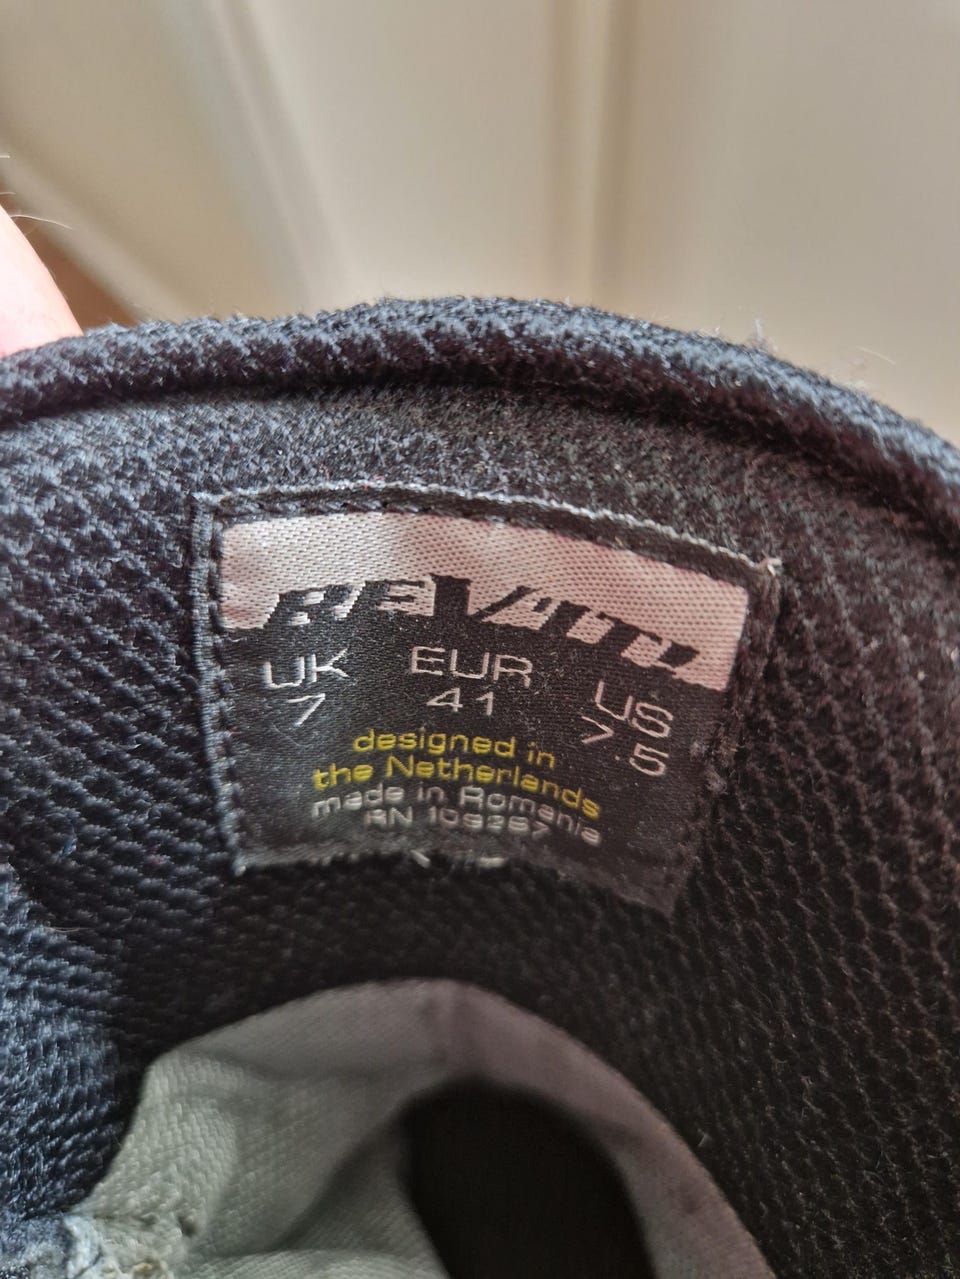 REV'IT!
UK EUR US
7 41 7.5
designed in
the Netherlands
made in Romania
RN 109287